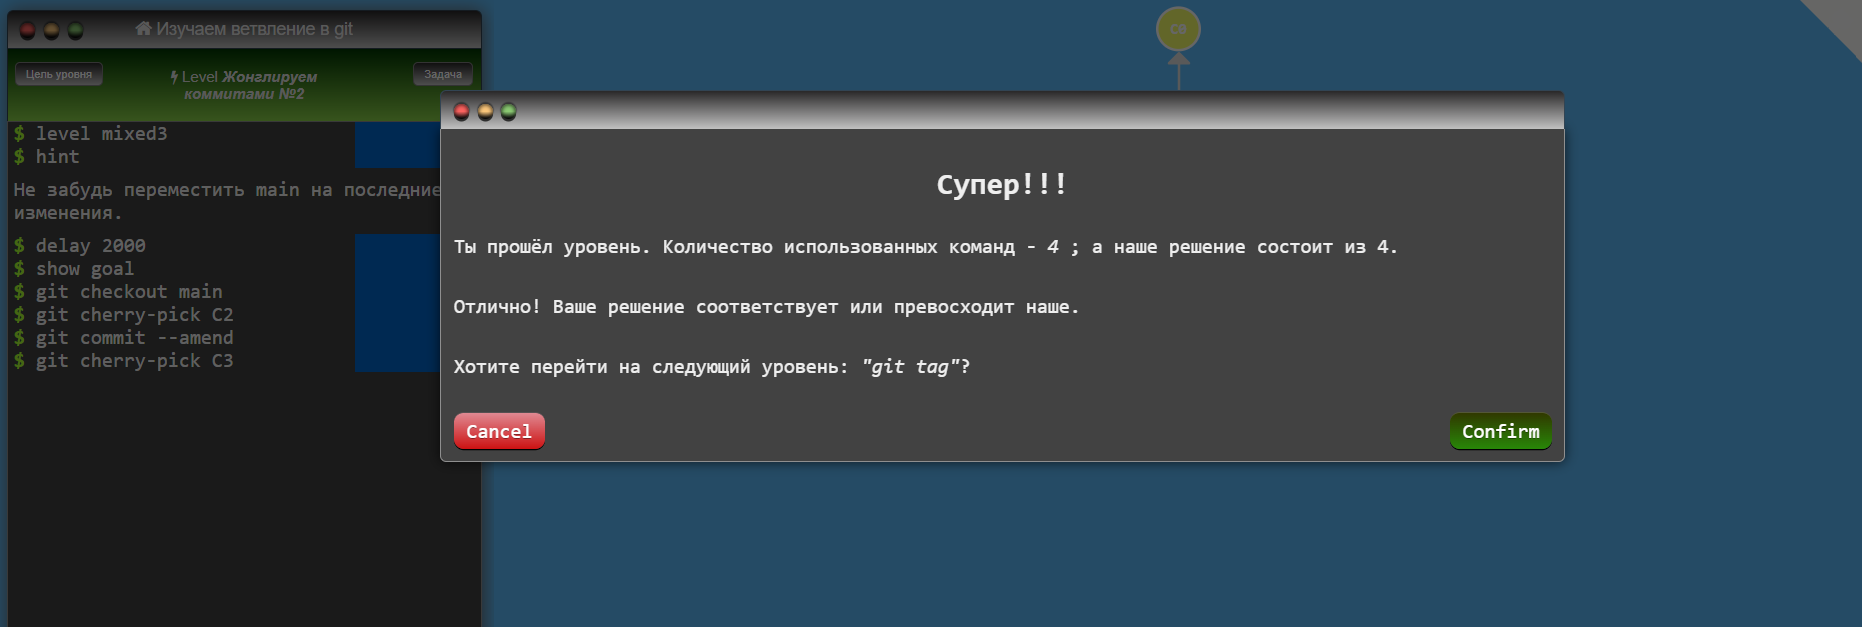 Изучаем ветвление в git
C0
Цель уровня
Level Жонглируем
коммитами №2
Задача
$ level mixed3
$ hint
Не забудь переместить main на последние
изменения.
$ delay 2000
$ show goal
$ git checkout main
$ git cherry-pick C2
$ git commit --amend
$ git cherry-pick C3
Супер!!!
Ты прошёл уровень. Количество использованных команд - 4 ; а наше решение состоит из 4.
Отлично! Ваше решение соответствует или превосходит наше.
Хотите перейти на следующий уровень: "git tag"?
Cancel
Confirm